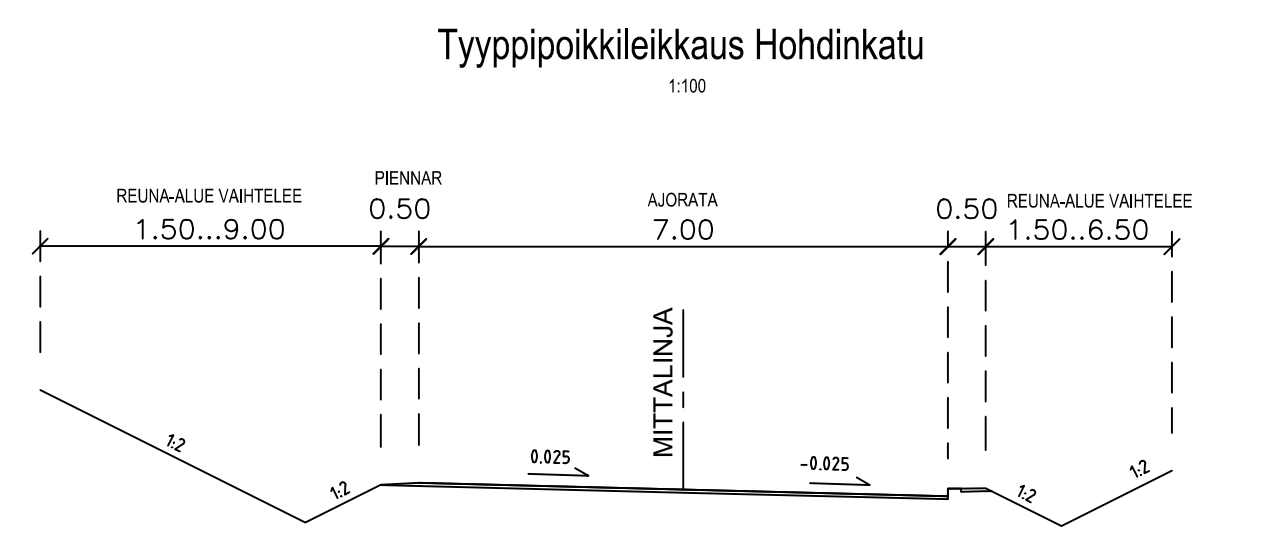 Tyyppipoikkileikkaus Hohdinkatu
1:100
REUNA-ALUE VAIHTELEE
1.50...9.00
PIENNAR
0.50
AJORATA
7.00
0.50
REUNA-ALUE VAIHTELEE
1.50..6.50
MITTALINJA
1:2
1:2
0.025
-0.025
1:2
1:2